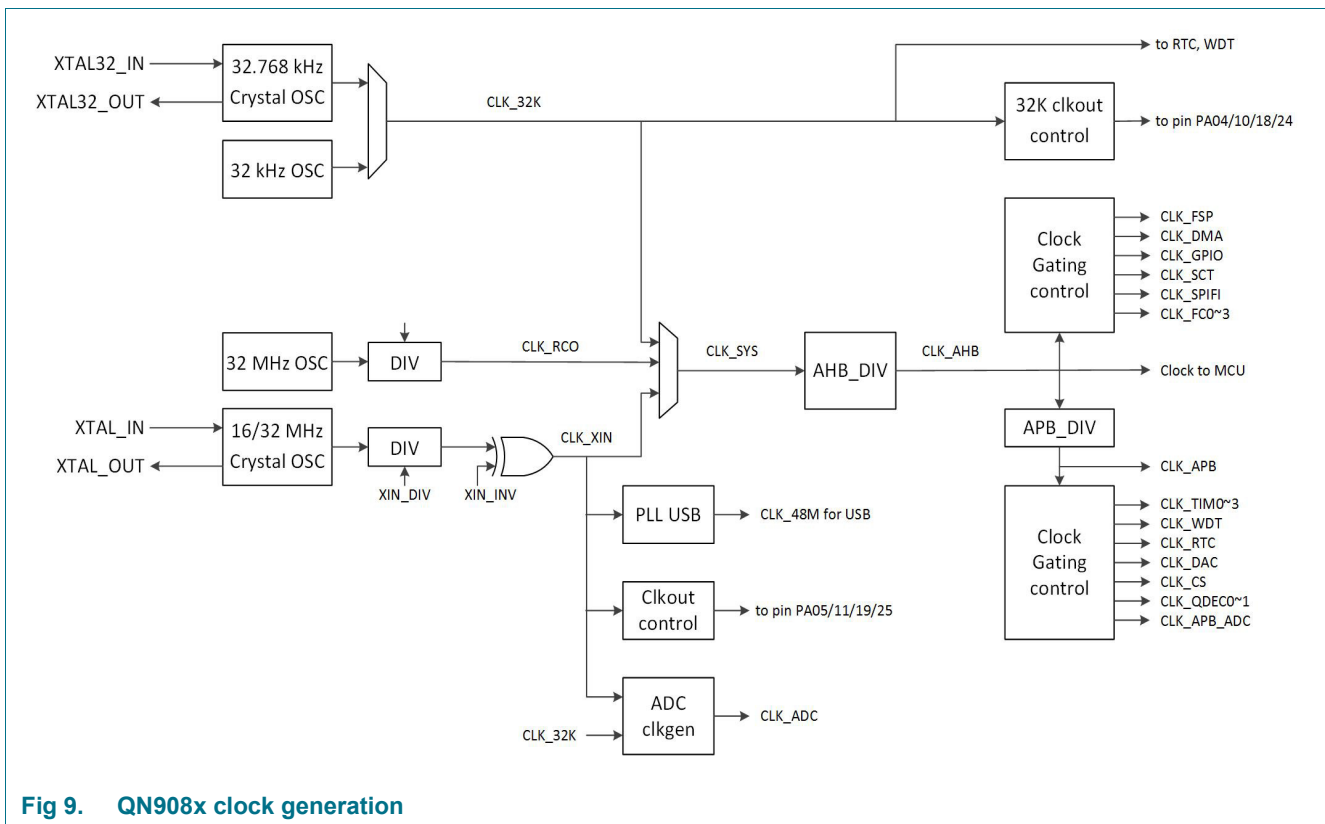 XTAL32_IN
XTAL32_OUT
32.768 kHz
Crystal OSC
32 kHz OSC
CLK_32K
to RTC, WDT
32K clkout
control
to pin PA04/10/18/24
Clock
Gating
control
CLK_FSP
CLK_DMA
CLK_GPIO
CLK_SCT
CLK_SPIFI
CLK_FC0~3
32 MHz OSC
DIV
CLK_RCO
CLK_SYS
AHB_DIV
CLK_AHB
Clock to MCU
XTAL_IN
XTAL_OUT
16/32 MHz
Crystal OSC
DIV
XIN_DIV
XIN_INV
CLK_XIN
APB_DIV
CLK_APB
PLL USB
CLK_48M for USB
Clock
Gating
control
CLK_TIM0~3
CLK_WDT
CLK_RTC
CLK_DAC
CLK_CS
CLK_QDEC0~1
CLK_APB_ADC
Clkout
control
to pin PA05/11/19/25
ADC
clkgen
CLK_32K
CLK_ADC
Fig 9. QN908x clock generation